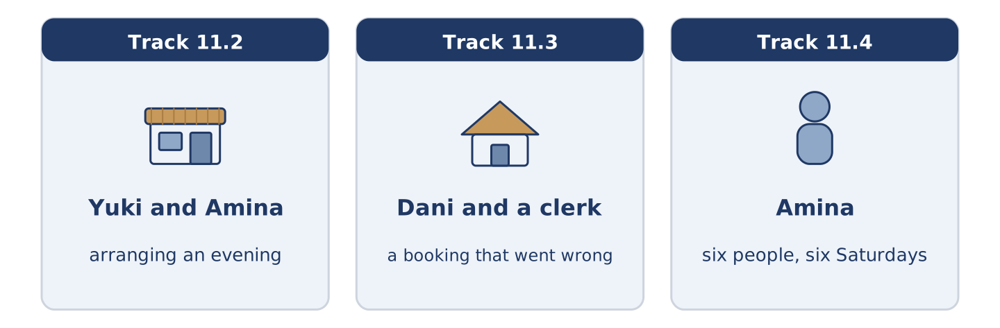 Track 11.2
Yuki and Amina
arranging an evening
Track 11.3
Dani and a clerk
a booking that went wrong
Track 11.4
Amina
six people, six Saturdays